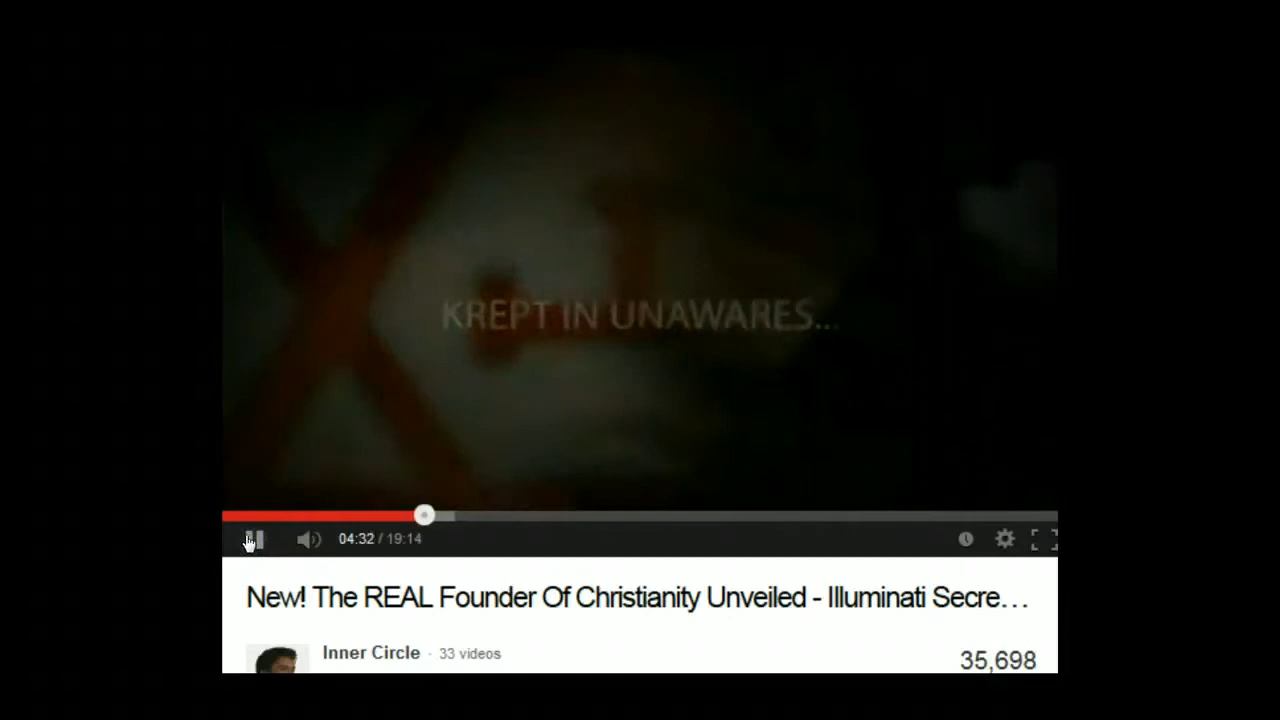 KREPT IN UNAWARES...
04:32 / 19:14
New! The REAL Founder Of Christianity Unveiled - Illuminati Secre...
Inner Circle · 33 videos
35,698